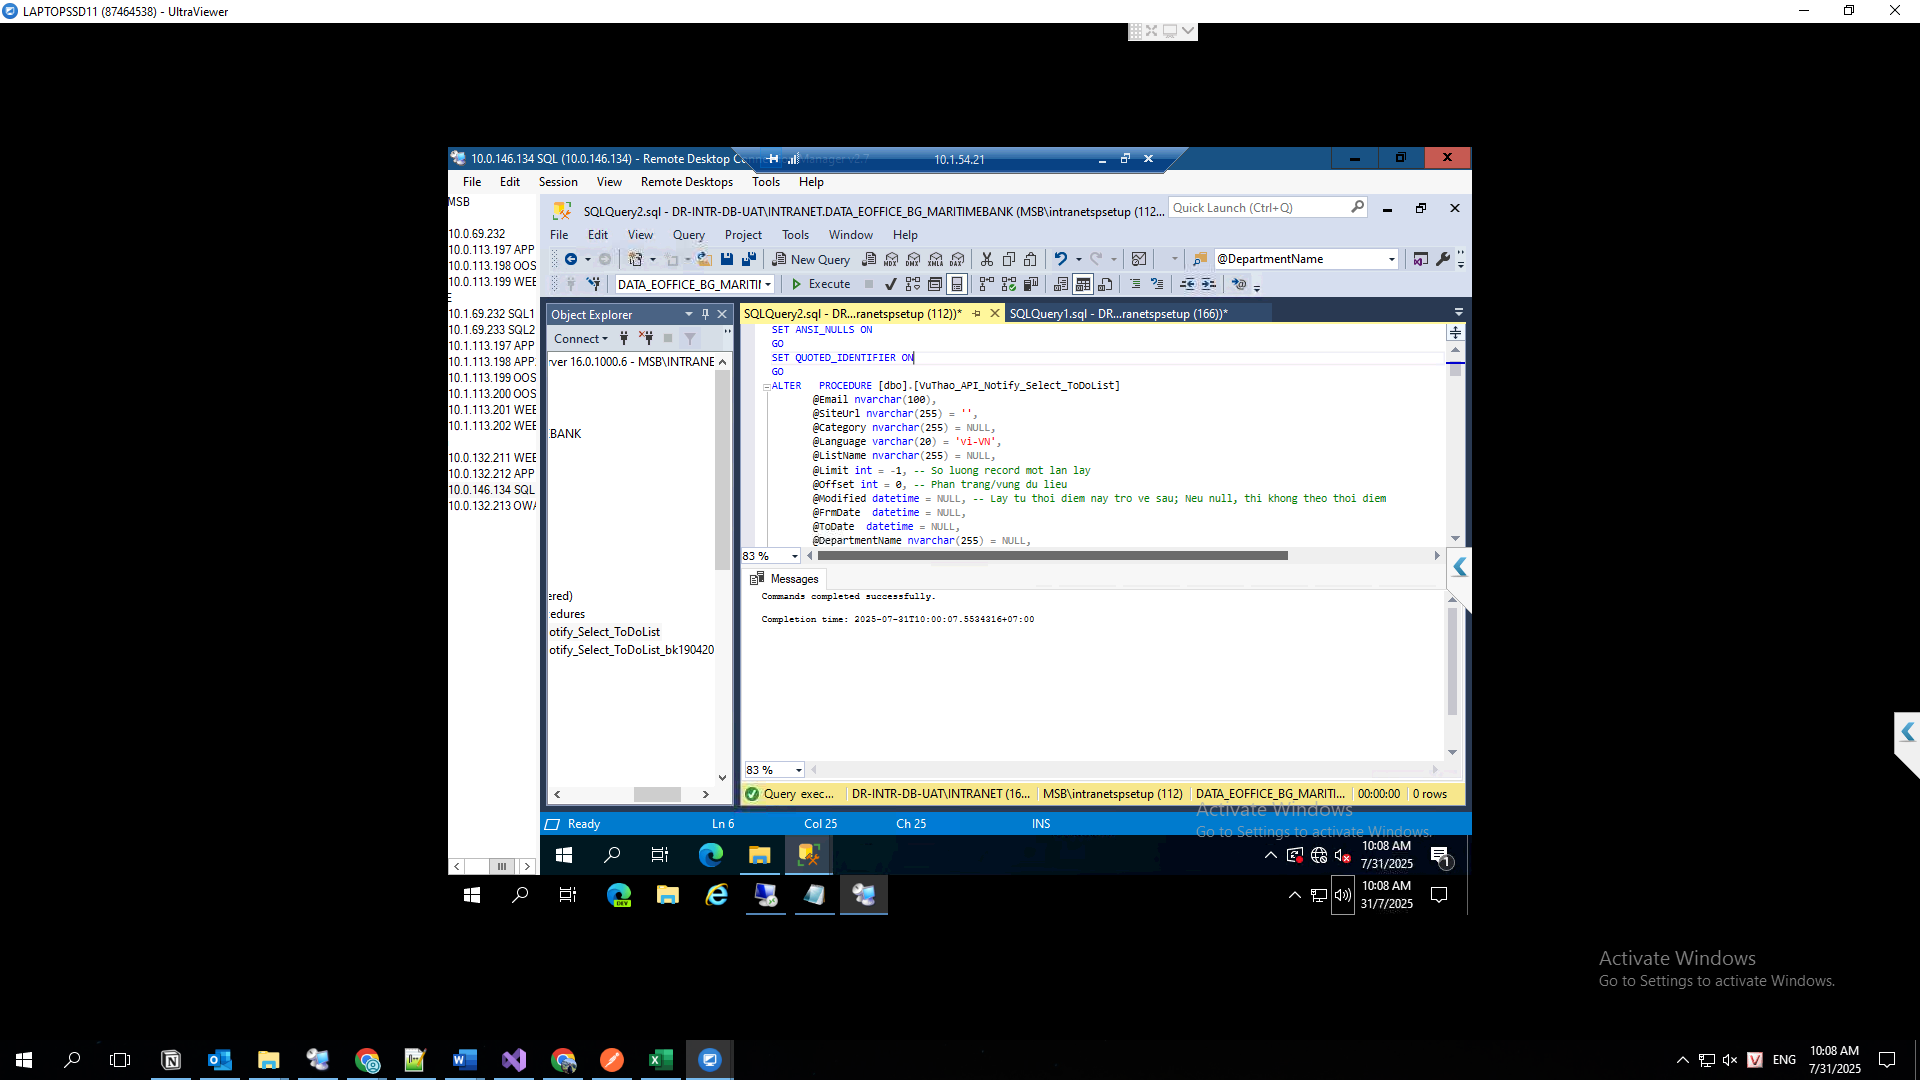 LAPTOPSSD11 (87464538) - UltraViewer
10.0.146.134 SQL (10.0.146.134) - Remote Desktop
10.1.54.21
File Edit Session View Remote Desktops Tools Help
MSB
10.0.69.232
10.0.113.197 APP
10.0.113.198 OOS
10.0.113.199 WEE
10.1.69.232 SQL1
10.1.69.233 SQL2
10.1.113.197 APP
10.1.113.198 APP
10.1.113.199 OOS
10.1.113.200 OOS
10.1.113.201 WEE
10.1.113.202 WEE
10.0.132.211 WEE
10.0.132.212 APP
10.0.146.134 SQL
10.0.132.213 OWA
SQLQuery2.sql - DR-INTR-DB-UAT\INTRANET.DATA_EOFFICE_BG_MARITIMEBANK (MSB\intranetspsetup (112...
Quick Launch (Ctrl+Q)
File Edit View Query Project Tools Window Help
New Query
@DepartmentName
DATA_EOFFICE_BG_MARITI
Execute
Object Explorer
Connect
rver 16.0.1000.6 - MSB\INTRANE
EBANK
ered)
edures
otify_Select_ToDoList
otify_Select_ToDoList_bk190420
SQLQuery2.sql - DR...ranetspsetup (112))*
SQLQuery1.sql - DR...ranetspsetup (166))*
SET ANSI_NULLS ON
GO
SET QUOTED_IDENTIFIER ON
GO
ALTER PROCEDURE [dbo].[VuThao_API_Notify_Select_ToDoList]
@Email nvarchar(100),
@SiteUrl nvarchar(255) = '',
@Category nvarchar(255) = NULL,
@Language varchar(20) = 'vi-VN',
@ListName nvarchar(255) = NULL,
@Limit int = -1, -- So luong record mot lan lay
@Offset int = 0, -- Phan trang/vung du lieu
@Modified datetime = NULL, -- Lay tu thoi diem nay tro ve sau; Neu null, thi khong theo thoi diem
@FrmDate datetime = NULL,
@ToDate datetime = NULL,
@DepartmentName nvarchar(255) = NULL,
83 %
Messages
Commands completed successfully.
Completion time: 2025-07-31T10:00:07.5534316+07:00
83 %
Query exec...
DR-INTR-DB-UAT\INTRANET (16...
MSB\intranetspsetup (112)
DATA_EOFFICE_BG_MARITI...
00:00:00
0 rows
Activate Windows
Go to Settings to activate Windows.
Ready
Ln 6
Col 25
Ch 25
INS
10:08 AM
7/31/2025
1
DEV
10:08 AM
31/7/2025
Activate Windows
Go to Settings to activate Windows.
ENG
10:08 AM
7/31/2025